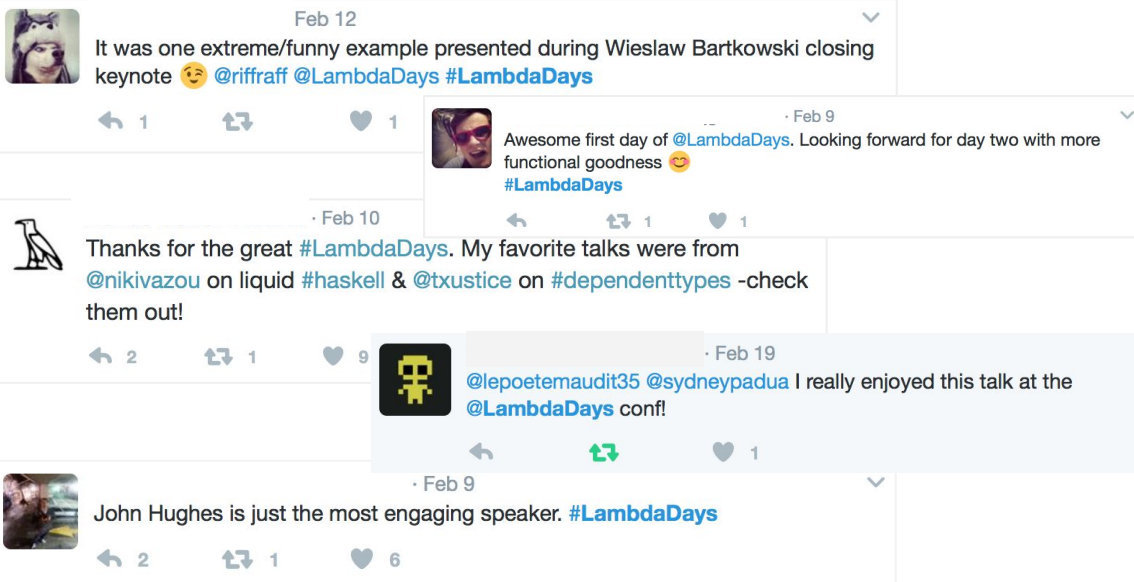 Feb 12
It was one extreme/funny example presented during Wieslaw Bartkowski closing
keynote 😉 @riffraff @LambdaDays #LambdaDays
1
1
· Feb 9
Awesome first day of @LambdaDays. Looking forward for day two with more
functional goodness 😊
#LambdaDays
1 1
· Feb 10
Thanks for the great #LambdaDays. My favorite talks were from
@nikivazou on liquid #haskell & @txustice on #dependenttypes -check
them out!
2 1 9
· Feb 19
@lepoetemaudit35 @sydneypadua I really enjoyed this talk at the
@LambdaDays conf!
1
· Feb 9
John Hughes is just the most engaging speaker. #LambdaDays
2 1 6